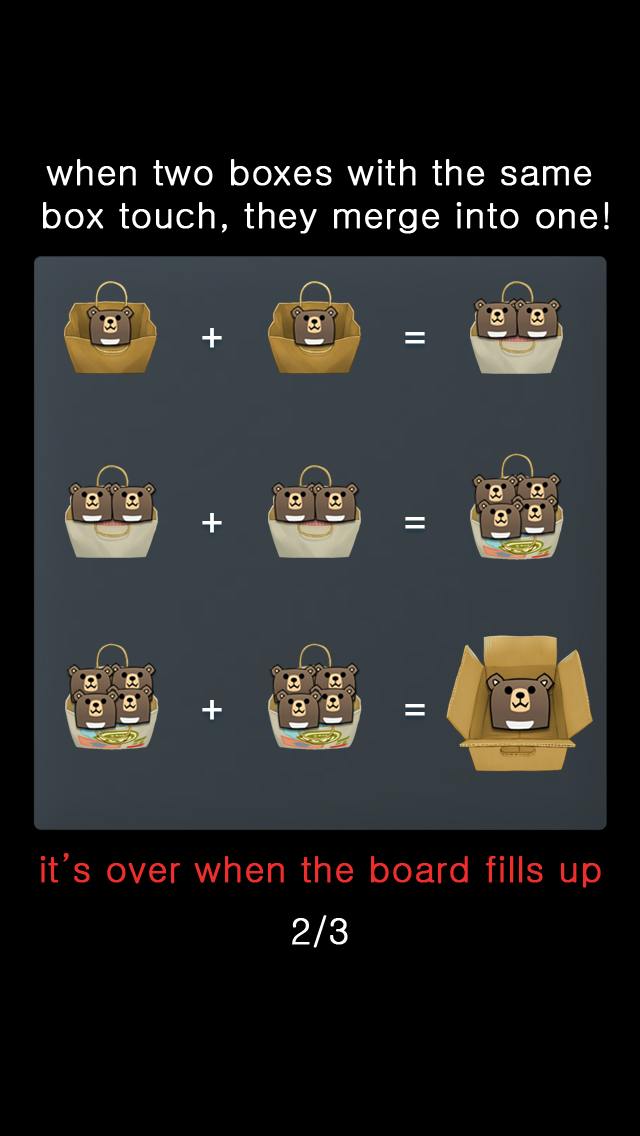 when two boxes with the same
box touch, they merge into one!
+ =
+ =
+ =
it's over when the board fills up
2/3